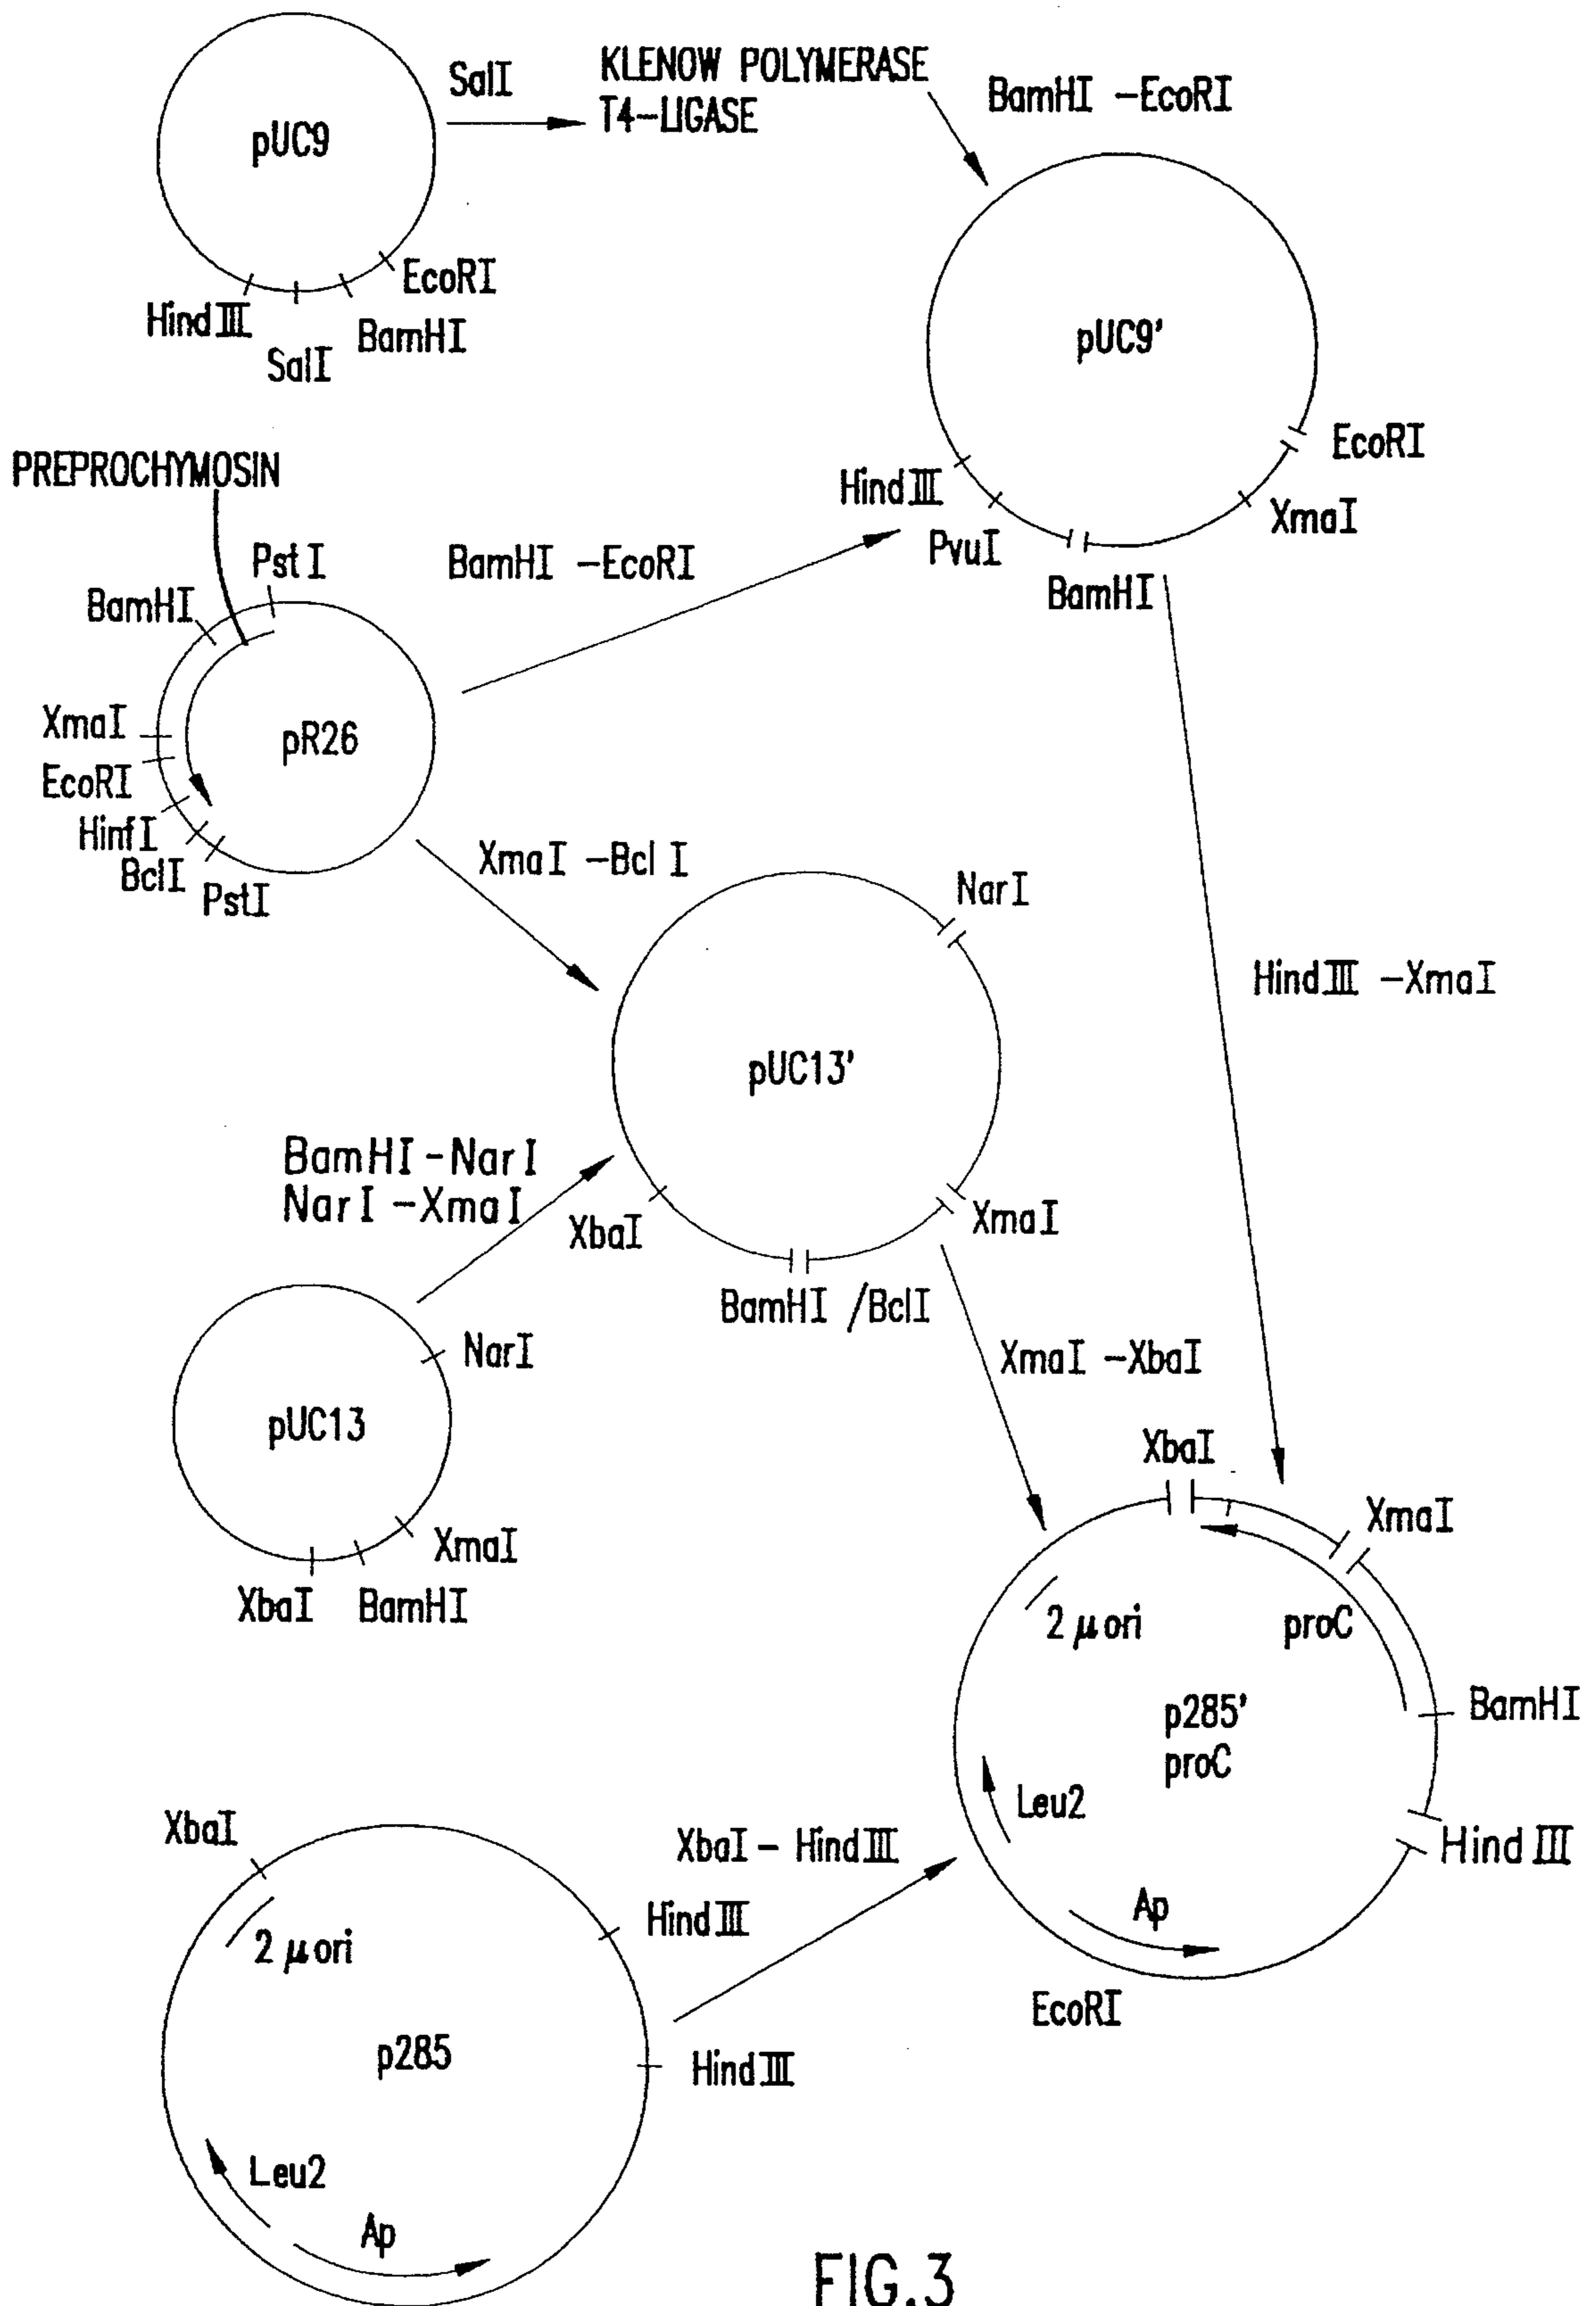 SalI
KLENOW POLYMERASE
T4-LIGASE
BamHI -EcoRI
pUC9
EcoRI
HindIII
BamHI
SalI
pUC9'
EcoRI
HindIII
XmaI
PvuI
BamHI
PREPROCHYMOSIN
PstI
BamHI
BamHI -EcoRI
XmaI
pR26
EcoRI
HinfI
BclI
PstI
XmaI -BclI
NarI
HindIII -XmaI
pUC13'
BamHI-NarI
NarI -XmaI
XbaI
XmaI
BamHI /BclI
NarI
XmaI -XbaI
pUC13
XmaI
XbaI
BamHI
XbaI
XmaI
2 μ ori
proC
BamHI
p285'
proC
Leu2
HindIII
Ap
EcoRI
XbaI
XbaI- HindIII
HindIII
2 μ ori
p285
HindIII
Leu2
Ap
FIG.3